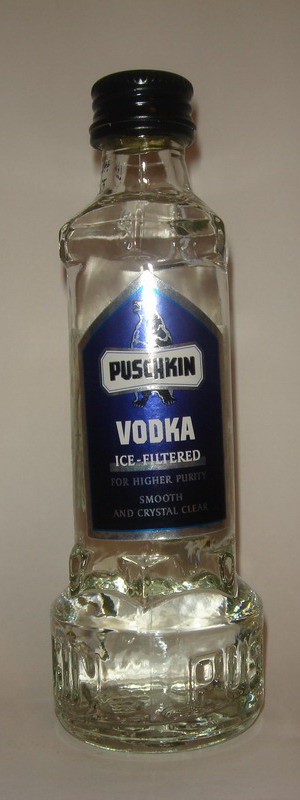 PUSCHKIN
VODKA
ICE-FILTERED
FOR HIGHER PURITY
SMOOTH
AND CRYSTAL CLEAR